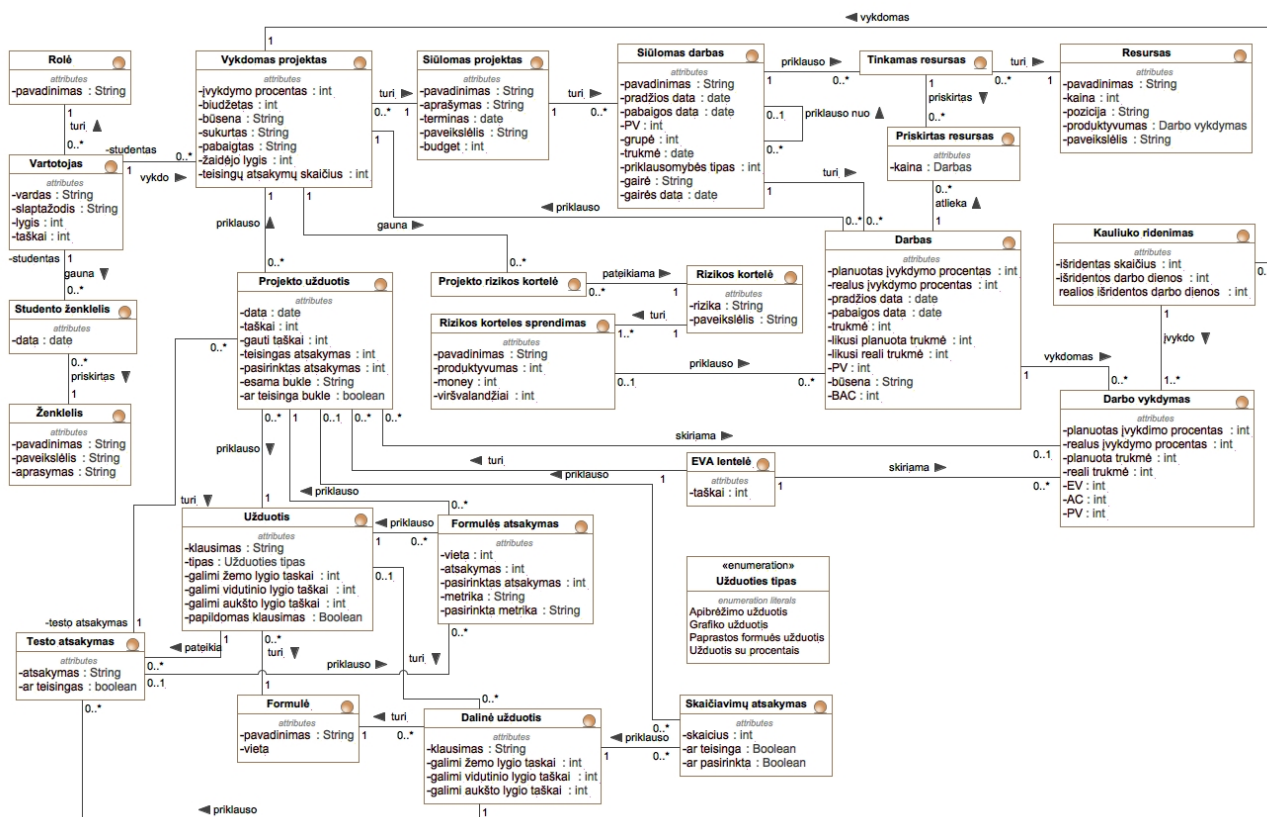 vykdomas
1
Rolė
attributes
-pavadinimas : String
1
turi
0..*
Vartotojas
attributes
-vardas : String
-slaptažodis : String
-lygis : int
-taškai : int
-studentas
1
vykdo
0..*
-studentas
1
gauna
0..*
Studento ženklelis
attributes
-data : date
0..*
priskirtas
1
Ženklelis
attributes
-pavadinimas : String
-paveikslėlis : String
-aprasymas : String
Vykdomas projektas
attributes
-įvykdymo procentas : int
-biudžetas : int
-būsena : String
-sukurtas : String
-pabaigtas : String
-žaidėjo lygis : int
-teisingų atsakymų skaičius : int
turi
0..*
1
1
Siūlomas projektas
attributes
-pavadinimas : String
-aprašymas : String
-terminas : date
-paveikslėlis : String
-budget : int
turi
1
0..*
Siūlomas darbas
attributes
-pavadinimas : String
-pradžios data : date
-pabaigos data : date
-PV : int
-grupė : int
-trukmė : date
-priklausomybės tipas : int
-gairė : String
-gairės data : date
priklauso
1
0..*
0..1
priklauso nuo
0..*
1
turi
0..*
Tinkamas resursas
turi
0..*
1
1
priskirtas
0..*
Resursas
attributes
-pavadinimas : String
-kaina : int
-pozicija : String
-produktyvumas : Darbo vykdymas
-paveikslėlis : String
Priskirtas resursas
attributes
-kaina : Darbas
0..*
atlieka
1
priklauso
0..*
Darbas
attributes
-planuotas įvykdymo procentas : int
-realus įvykdymo procentas : int
-pradžios data : date
-pabaigos data : date
-trukmė : int
-likusi planuota trukmė : int
-likusi reali trukmė : int
-PV : int
-būsena : String
-BAC : int
vykdomas
1
0..*
Kauliuko ridenimas
attributes
-išridentas skaičius : int
-išridentos darbo dienos : int
realios išridentos darbo dienos : int
0..*
1
įvykdo
1..*
Darbo vykdymas
attributes
-planuotas įvykdimo procentas : int
-realus įvykdymo procentas : int
-planuota trukmė : int
-reali trukmė : int
-EV : int
-AC : int
-PV : int
1
priklauso
0..*
1
gauna
0..*
Projekto užduotis
attributes
-data : date
-taškai : int
-gauti taškai : int
-teisingas atsakymas : int
-pasirinktas atsakymas : int
-esama bukle : String
-ar teisinga bukle : boolean
Projekto rizikos kortelė
pateikiama
0..*
1
Rizikos kortelė
attributes
-rizika : String
-paveikslėlis : String
turi
1..*
1
Rizikos korteles sprendimas
attributes
-pavadinimas : String
-produktyvumas : int
-money : int
-viršvalandžiai : int
priklauso
0..1
0..*
0..*
0..*
1
0..1
0..*
0..*
skiriama
0..1
turi
1
EVA lentelė
attributes
-taškai : int
skiriama
1
0..*
priklauso
priklauso
1
priklauso
0..*
turi
1
Užduotis
attributes
-klausimas : String
-tipas : Užduoties tipas
-galimi žemo lygio taskai : int
-galimi vidutinio lygio taškai : int
-galimi aukšto lygio taškai : int
-papildomas klausimas : Boolean
priklauso
1
0..*
0..1
Formulės atsakymas
attributes
-vieta : int
-atsakymas : int
-pasirinktas atsakymas : int
-metrika : String
-pasirinkta metrika : String
0..*
«enumeration»
Užduoties tipas
enumeration literals
Apibrėžimo užduotis
Grafiko užduotis
Paprastos formuės užduotis
Užduotis su procentais
-testo atsakymas
Testo atsakymas
attributes
-atsakymas : String
-ar teisingas : boolean
pateikia
1
0..*
0..1
0..*
0..*
turi
1
priklauso
turi
Formulė
attributes
-pavadinimas : String
-vieta
turi
1
0..*
0..*
Dalinė užduotis
attributes
-klausimas : String
-galimi žemo lygio taskai : int
-galimi vidutinio lygio taškai : int
-galimi aukšto lygio taškai : int
priklauso
1
0..*
0..*
Skaičiavimų atsakymas
attributes
-skaicius : int
-ar teisinga : Boolean
-ar pasirinkta : Boolean
priklauso
1